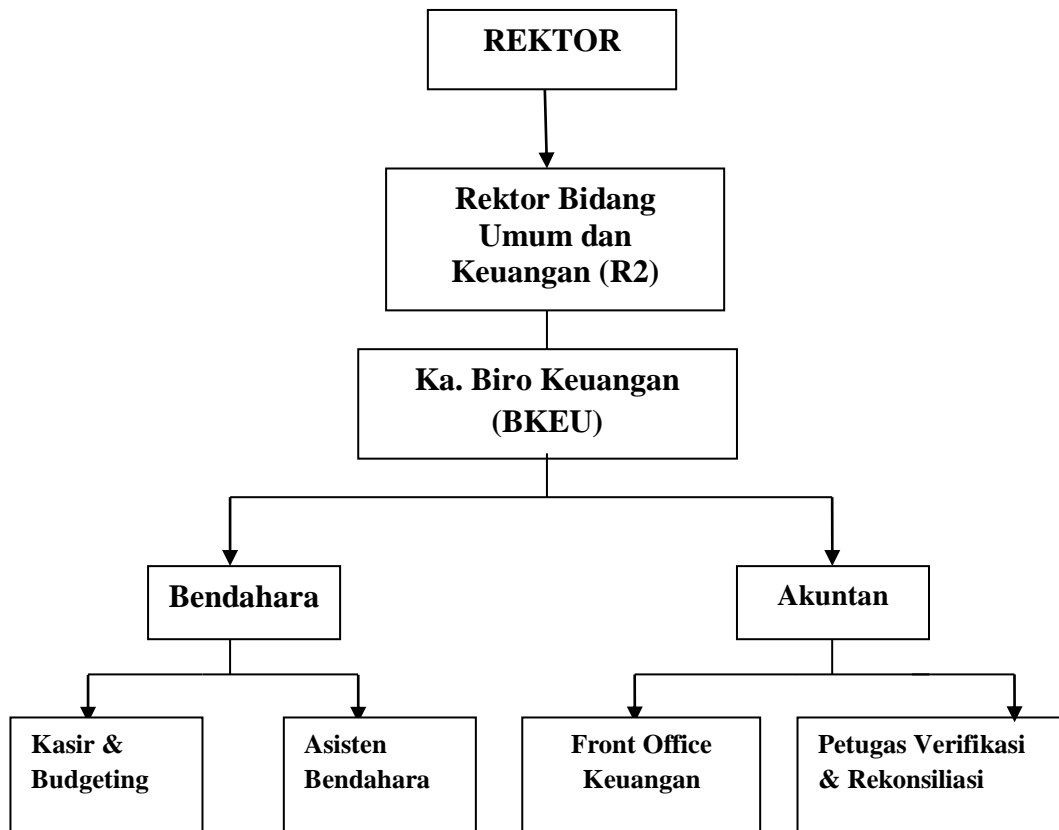 REKTOR
Rektor Bidang
Umum dan
Keuangan (R2)
Ka. Biro Keuangan
(BKEU)
Bendahara
Akuntan
Kasir &
Budgeting
Asisten
Bendahara
Front Office
Keuangan
Petugas Verifikasi
& Rekonsiliasi